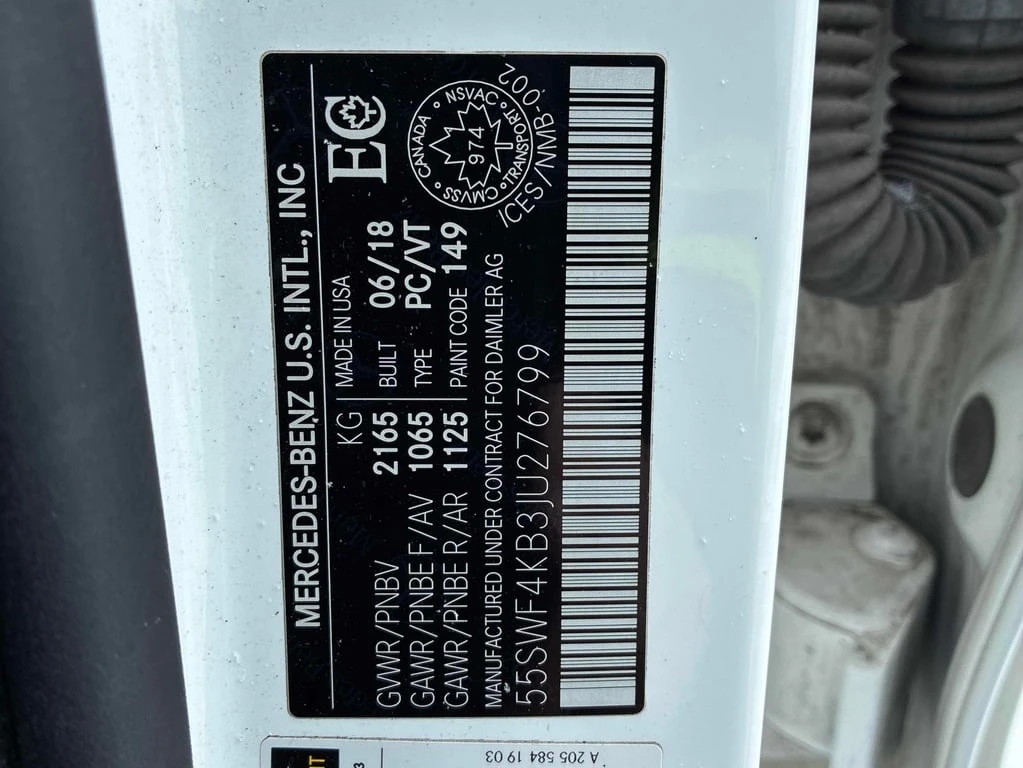 MERCEDES-BENZ U.S. INTL., INC
KG MADE IN USA
GVWR/PNBV 2165 BUILT 06/18
GAWR/PNBE F/AV 1065 TYPE PC/VT
GAWR/PNBE R/AR 1125 PAINT CODE 149
MANUFACTURED UNDER CONTRACT FOR DAIMLER AG
55SWF4KB3JU276799
EC
CANADA · NSVAC · TRANSPORT · CMVSS
974
ICES/NMB-002
A 205 584 19 03